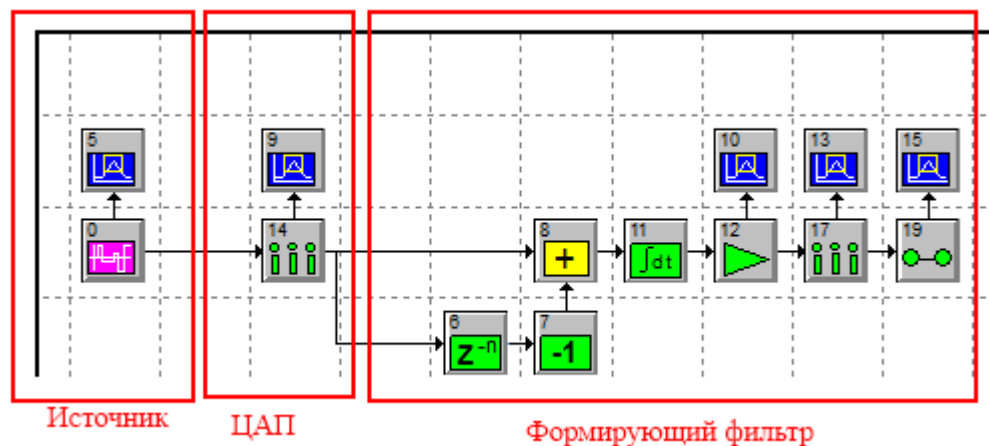 5 9 10 13 15
0 14 8 + 11 ∫dt 12 17 19
6 z⁻ⁿ 7 -1
Источник ЦАП Формирующий фильтр